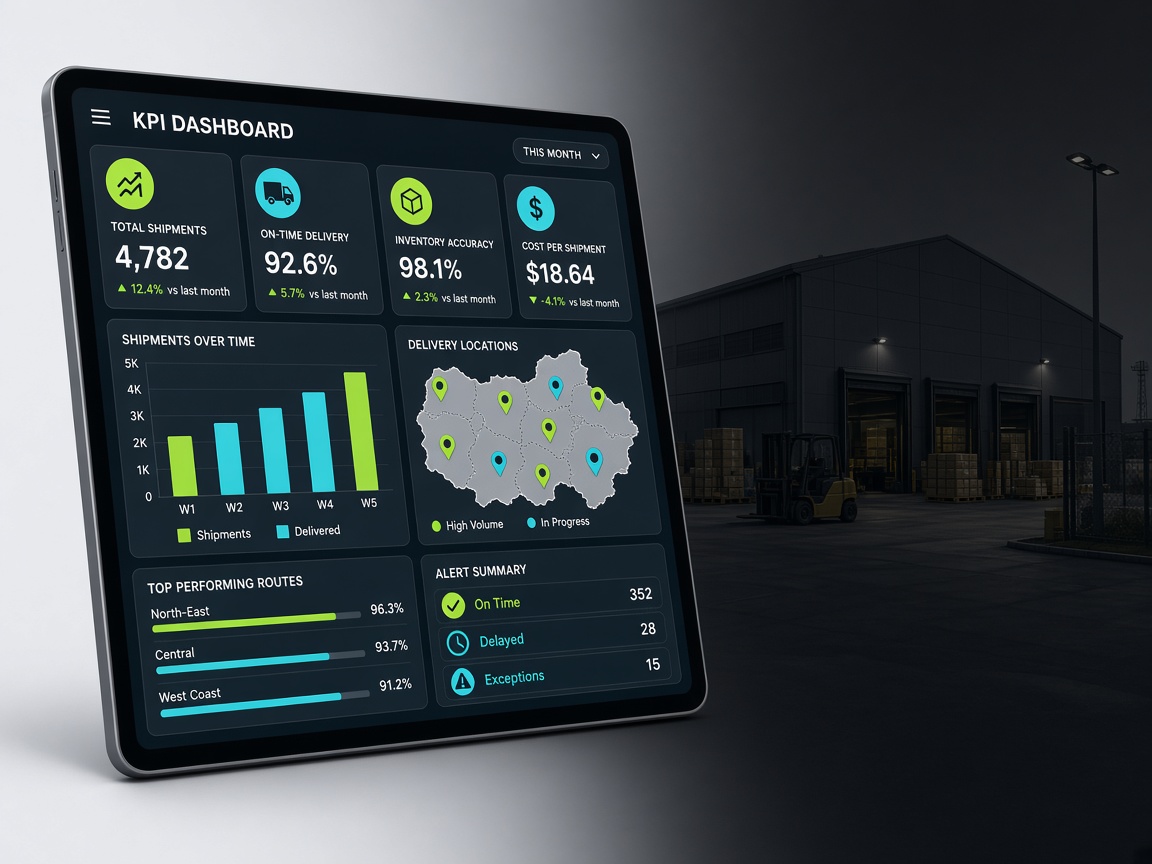 KPI DASHBOARD
THIS MONTH
TOTAL SHIPMENTS
4,782
▲ 12.4% vs last month
ON-TIME DELIVERY
92.6%
▲ 5.7% vs last month
INVENTORY ACCURACY
98.1%
▲ 2.3% vs last month
$
COST PER SHIPMENT
$18.64
▼ -4.1% vs last month
SHIPMENTS OVER TIME
5K
4K
3K
2K
1K
0
W1 W2 W3 W4 W5
Shipments Delivered
DELIVERY LOCATIONS
High Volume In Progress
TOP PERFORMING ROUTES
North-East 96.3%
Central 93.7%
West Coast 91.2%
ALERT SUMMARY
On Time 352
Delayed 28
Exceptions 15